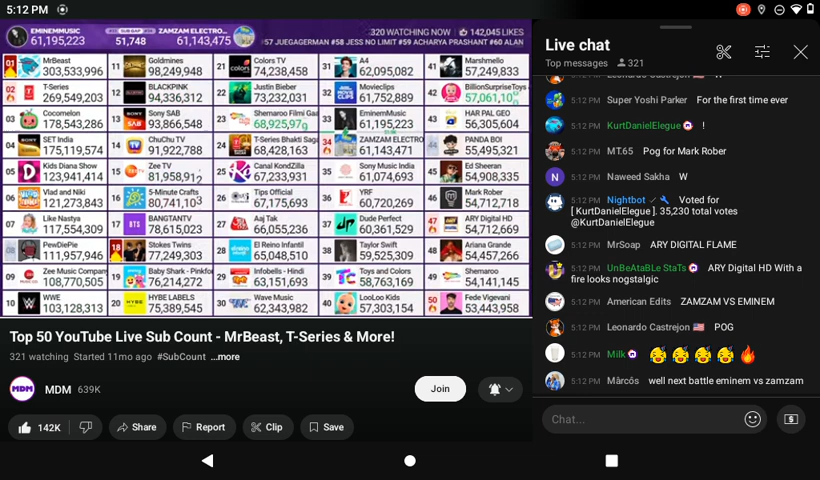 5:12 PM
EMINEMMUSIC
61,195,223
SUB GAP
51,748
ZAMZAM ELECTRO...
61,143,475
320 WATCHING NOW 142,045 LIKES
#57 JUEGAGERMAN #58 JESS NO LIMIT #59 ACHARYA PRASHANT #60 ALAN
01 MrBeast 303,533,996
02 T-Series 269,549,203
03 Cocomelon 178,543,286
04 SET India 175,119,574
05 Kids Diana Show 123,941,414
06 Vlad and Niki 121,273,843
07 Like Nastya 117,554,309
08 PewDiePie 111,957,946
09 Zee Music Company 108,770,505
10 WWE 103,128,313
11 Goldmines 98,249,948
12 BLACKPINK 94,336,312
13 Sony SAB 93,866,548
14 ChuChu TV 91,922,788
15 Zee TV 81,958,912
16 5-Minute Crafts 80,741,103
17 BANGTANTV 78,615,023
18 Stokes Twins 77,249,303
19 Baby Shark - Pinkfong 76,214,272
20 HYBE LABELS 75,389,545
21 Colors TV 74,238,458
22 Justin Bieber 73,232,031
23 Shemaroo Filmi Gaa
24 T-Series Bhakti Saga 68,428,163
25 Canal KondZilla 67,233,931
26 Tips Official 67,175,693
27 Aaj Tak 66,055,236
28 El Reino Infantil 65,048,510
29 Infobells - Hindi 63,151,693
30 Wave Music 62,343,982
31 A4 62,095,082
32 Movieclips 61,752,889
33 EminemMusic 61,195,223
34 ZAMZAM ELECTRO 61,143,471
35 Sony Music India 61,074,693
36 YRF 60,720,269
37 Dude Perfect 60,361,529
38 Taylor Swift 59,525,309
39 Toys and Colors 58,763,169
40 LooLoo Kids 57,303,154
41 Marshmello 57,249,833
42 BillionSurpriseToys
43 HAR PAL GEO 56,305,604
44 PANDA BOI 55,495,321
45 Ed Sheeran 54,908,335
46 Mark Rober 54,712,718
47 ARY Digital HD 54,712,669
48 Ariana Grande 54,457,266
49 Shemaroo 54,141,145
50 Fede Vigevani 53,443,958
Top 50 YouTube Live Sub Count - MrBeast, T-Series & More!
321 watching Started 11mo ago #SubCount ...more
MDM 639K
Join
142K
Share
Report
Clip
Save
Live chat
Top messages 321
5:12 PM Leonardo Castrejon W
5:12 PM Super Yoshi Parker For the first time ever
5:12 PM KurtDanielElegue !
5:12 PM MT.65 Pog for Mark Rober
5:12 PM Naweed Sakha W
5:12 PM Nightbot Voted for
[ KurtDanielElegue ]. 35,230 total votes
@KurtDanielElegue
5:12 PM MrSoap ARY DIGITAL FLAME
5:12 PM UnBeAtaBLe StaTs ARY Digital HD With a
fire looks nogstalgic
5:12 PM American Edits ZAMZAM VS EMINEM
5:12 PM Leonardo Castrejon 🇺🇸 POG
5:12 PM Milk
5:12 PM Màrcós well next battle eminem vs zamzam
Chat...